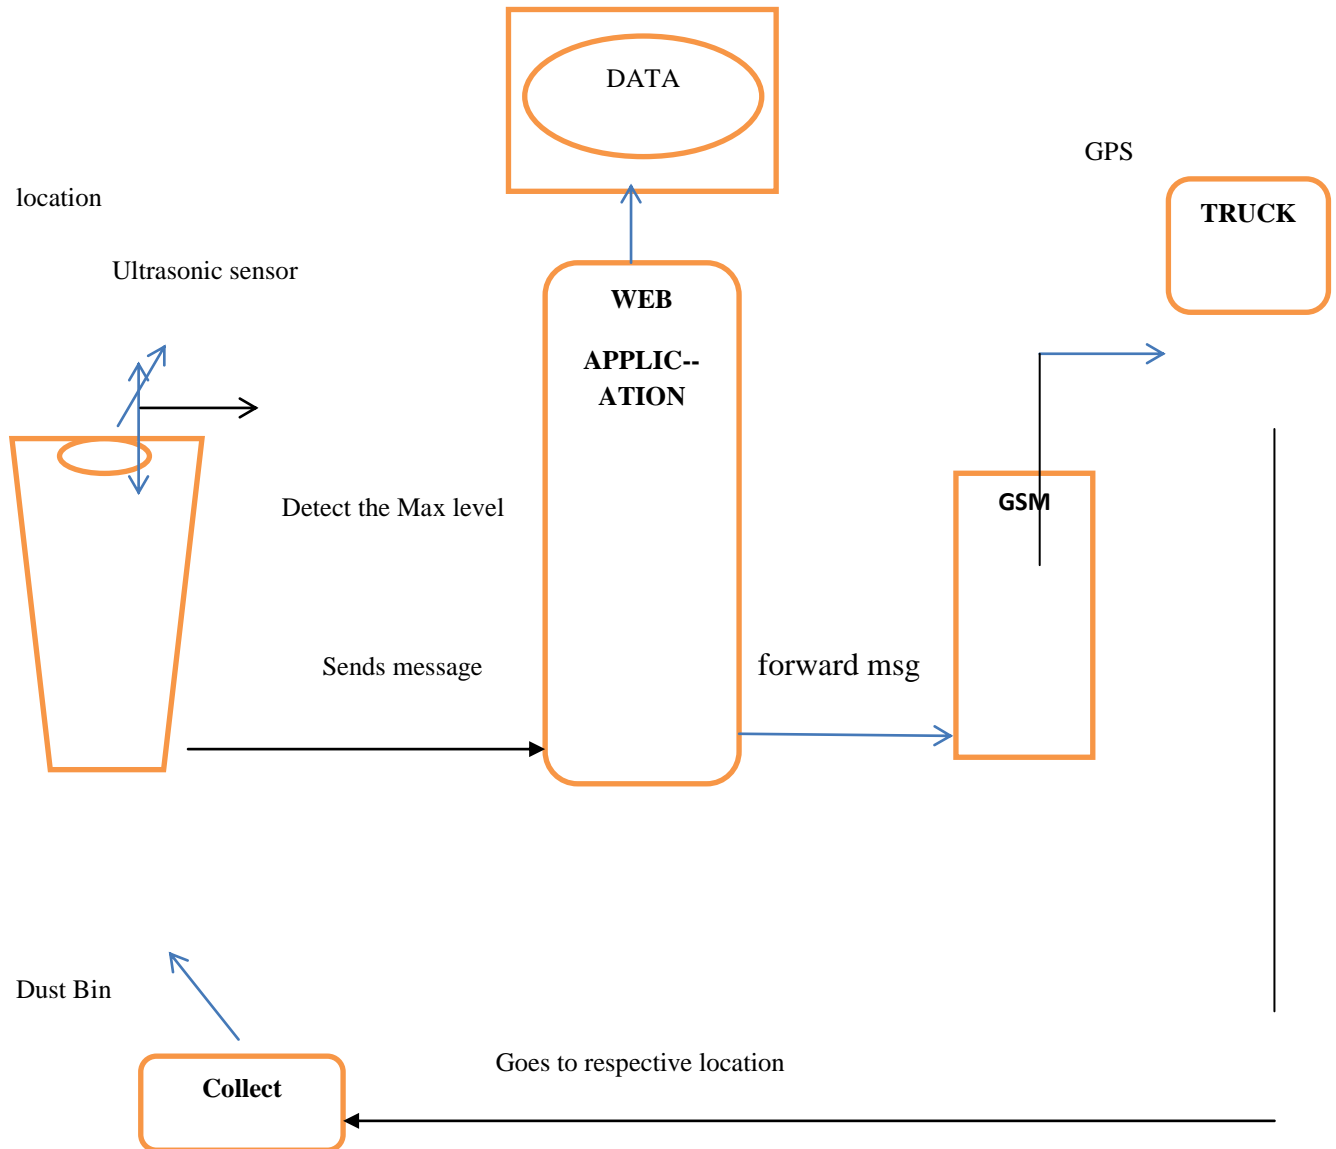 DATA
GPS
location
TRUCK
Ultrasonic sensor
WEB
APPLIC--
ATION
GSM
Detect the Max level
Sends message
forward msg
Dust Bin
Goes to respective location
Collect